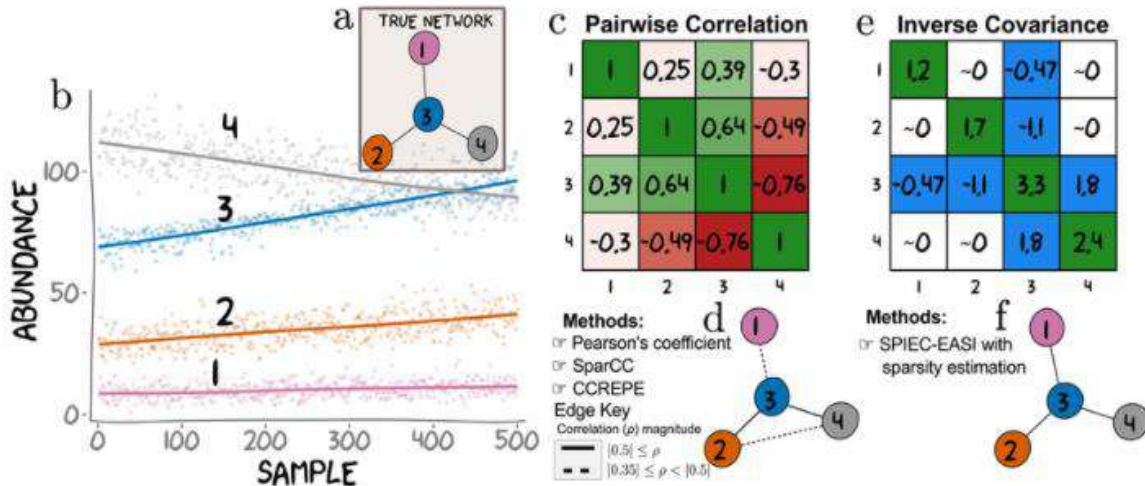 a
TRUE NETWORK
1
3
2
4
b
4
3
2
1
ABUNDANCE
100
50
0
0 100 200 300 400 500
SAMPLE
c Pairwise Correlation
1 1 0.25 0.39 -0.3
2 0.25 1 0.64 -0.49
3 0.39 0.64 1 -0.76
4 -0.3 -0.49 -0.76 1
1 2 3 4
Methods:
☞ Pearson's coefficient
☞ SparCC
☞ CCREPE
Edge Key
Correlation (ρ) magnitude
|0.5| ≤ ρ
|0.35| ≤ ρ < |0.5|
d
1
3
2
4
e Inverse Covariance
1 1.2 ~0 -0.47 ~0
2 ~0 1.7 -1.1 ~0
3 -0.47 -1.1 3.3 1.8
4 ~0 ~0 1.8 2.4
1 2 3 4
Methods:
☞ SPIEC-EASI with
sparsity estimation
f
1
3
2
4